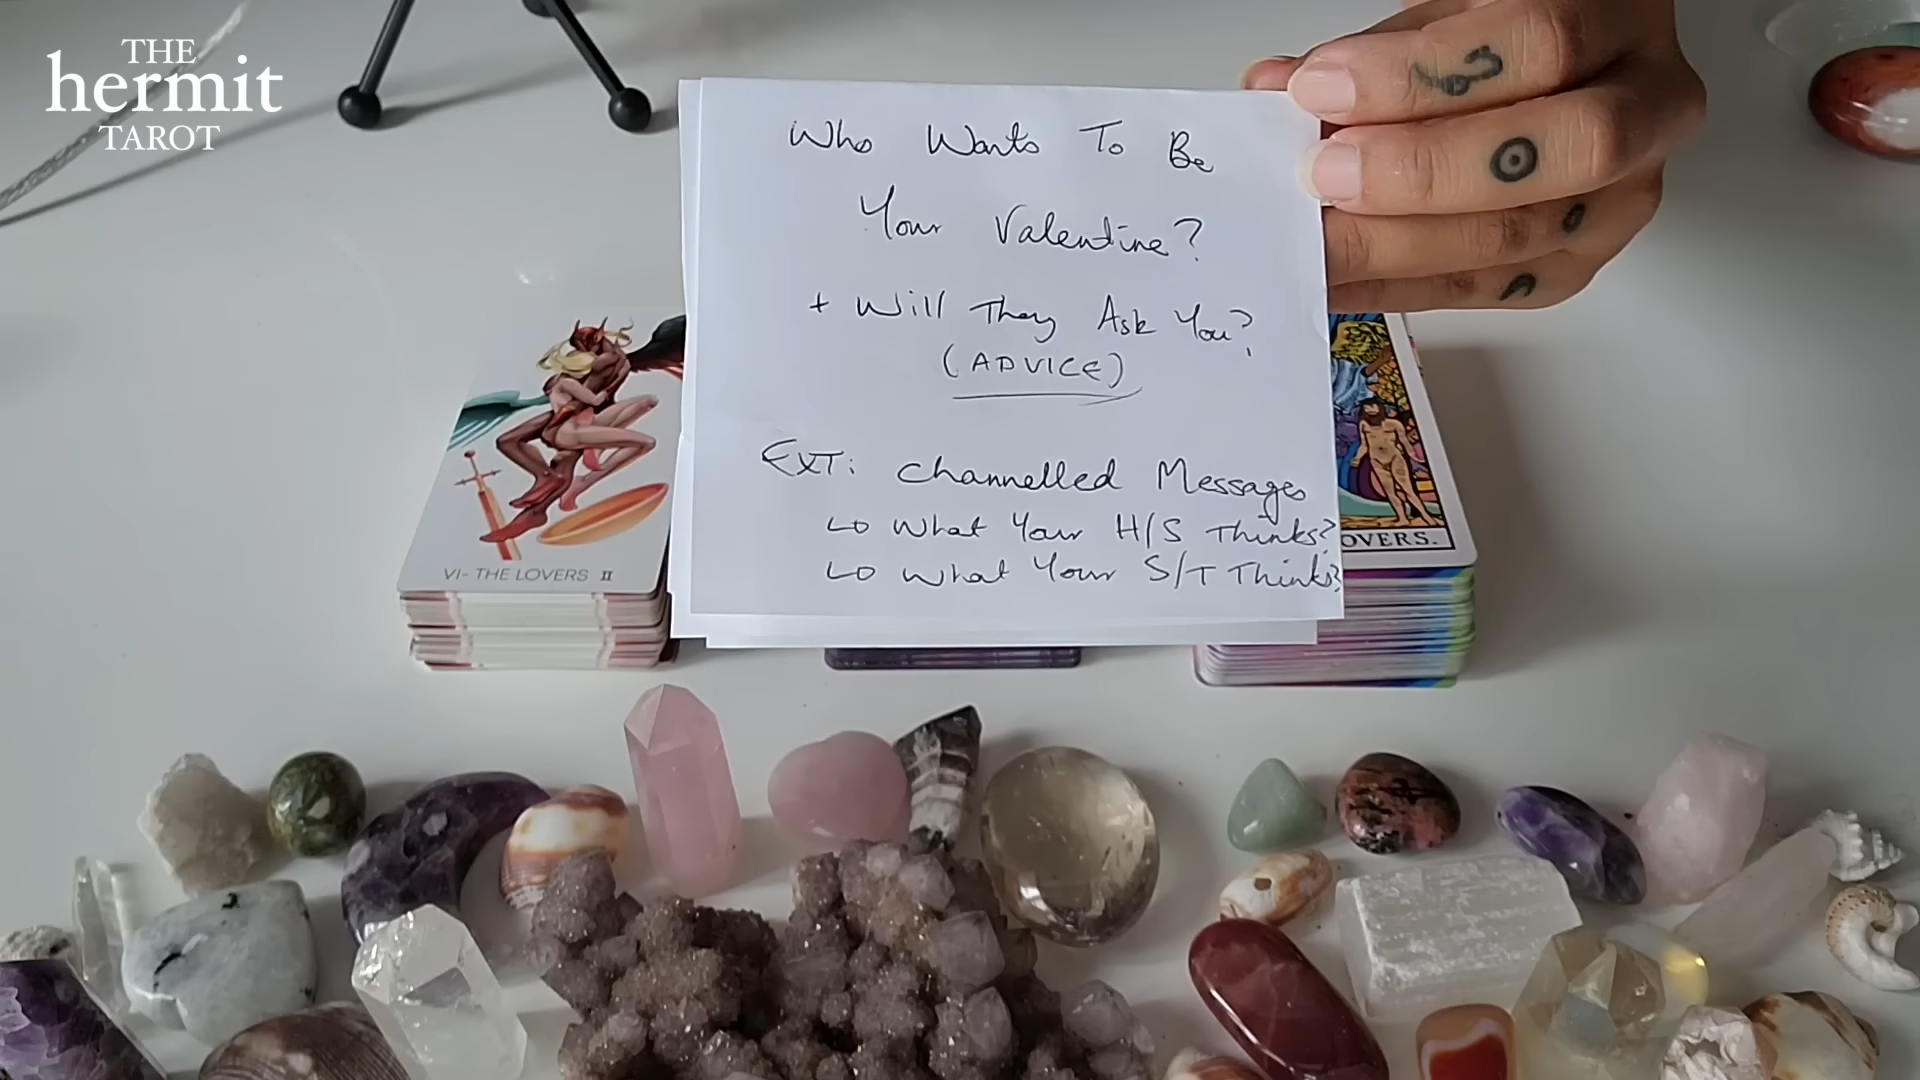 THE
hermit
TAROT
Who Wants To Be
Your Valentine?
+ Will They Ask You?
(ADVICE)
EXT: Channelled Messages
↳ What Your H/S Thinks?
↳ What Your S/T Thinks?
VI- THE LOVERS II
OVERS.